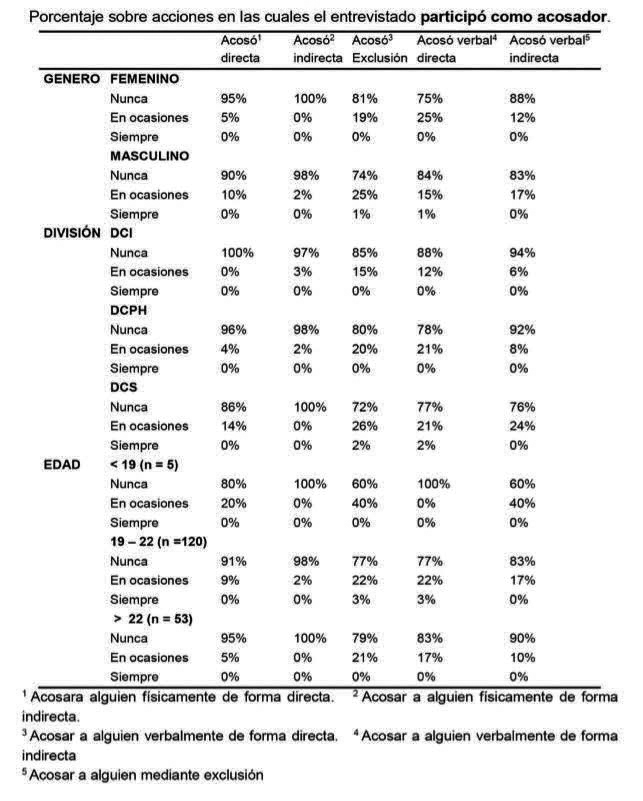 Porcentaje sobre acciones en las cuales el entrevistado participó como acosador.
Acosó¹ Acosó² Acosó³ Acosó verbal⁴ Acosó verbal⁵
directa indirecta Exclusión directa indirecta
GENERO FEMENINO
Nunca 95% 100% 81% 75% 88%
En ocasiones 5% 0% 19% 25% 12%
Siempre 0% 0% 0% 0% 0%
MASCULINO
Nunca 90% 98% 74% 84% 83%
En ocasiones 10% 2% 25% 15% 17%
Siempre 0% 0% 1% 1% 0%
DIVISIÓN DCI
Nunca 100% 97% 85% 88% 94%
En ocasiones 0% 3% 15% 12% 6%
Siempre 0% 0% 0% 0% 0%
DCPH
Nunca 96% 98% 80% 78% 92%
En ocasiones 4% 2% 20% 21% 8%
Siempre 0% 0% 0% 0% 0%
DCS
Nunca 86% 100% 72% 77% 76%
En ocasiones 14% 0% 26% 21% 24%
Siempre 0% 0% 2% 2% 0%
EDAD < 19 (n = 5)
Nunca 80% 100% 60% 100% 60%
En ocasiones 20% 0% 40% 0% 40%
Siempre 0% 0% 0% 0% 0%
19 – 22 (n =120)
Nunca 91% 98% 77% 77% 83%
En ocasiones 9% 2% 22% 22% 17%
Siempre 0% 0% 3% 3% 0%
> 22 (n = 53)
Nunca 95% 100% 79% 83% 90%
En ocasiones 5% 0% 21% 17% 10%
Siempre 0% 0% 0% 0% 0%
¹ Acosara alguien físicamente de forma directa. ² Acosar a alguien físicamente de forma
indirecta.
³ Acosar a alguien verbalmente de forma directa. ⁴ Acosar a alguien verbalmente de forma
indirecta
⁵ Acosar a alguien mediante exclusión